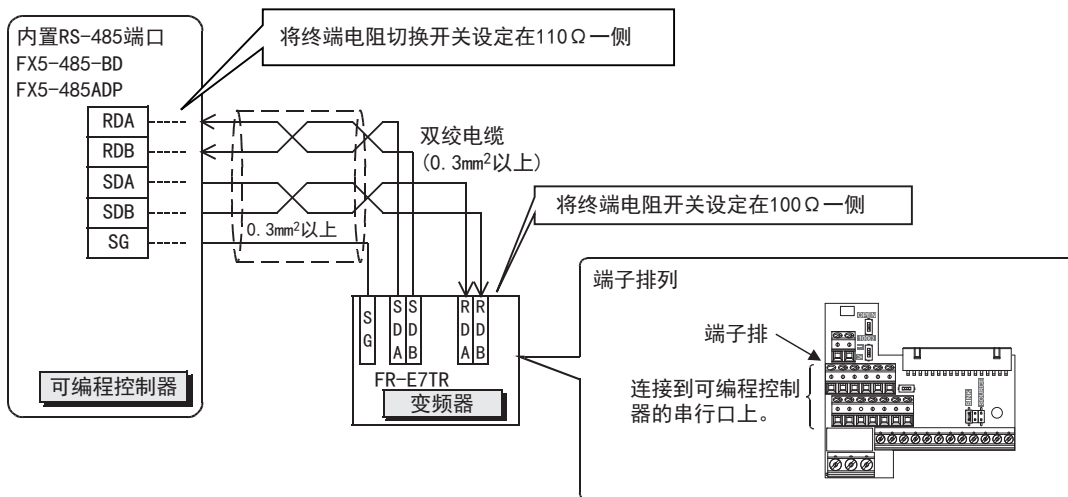 内置RS-485端口
FX5-485-BD
FX5-485ADP
将终端电阻切换开关设定在110Ω一侧
RDA
RDB
SDA
SDB
SG
双绞电缆
(0.3mm²以上)
0.3mm²以上
将终端电阻开关设定在100Ω一侧
SG
SDA
SDB
RDA
RDB
FR-E7TR
变频器
可编程控制器
端子排列
端子排
连接到可编程控制
器的串行口上。